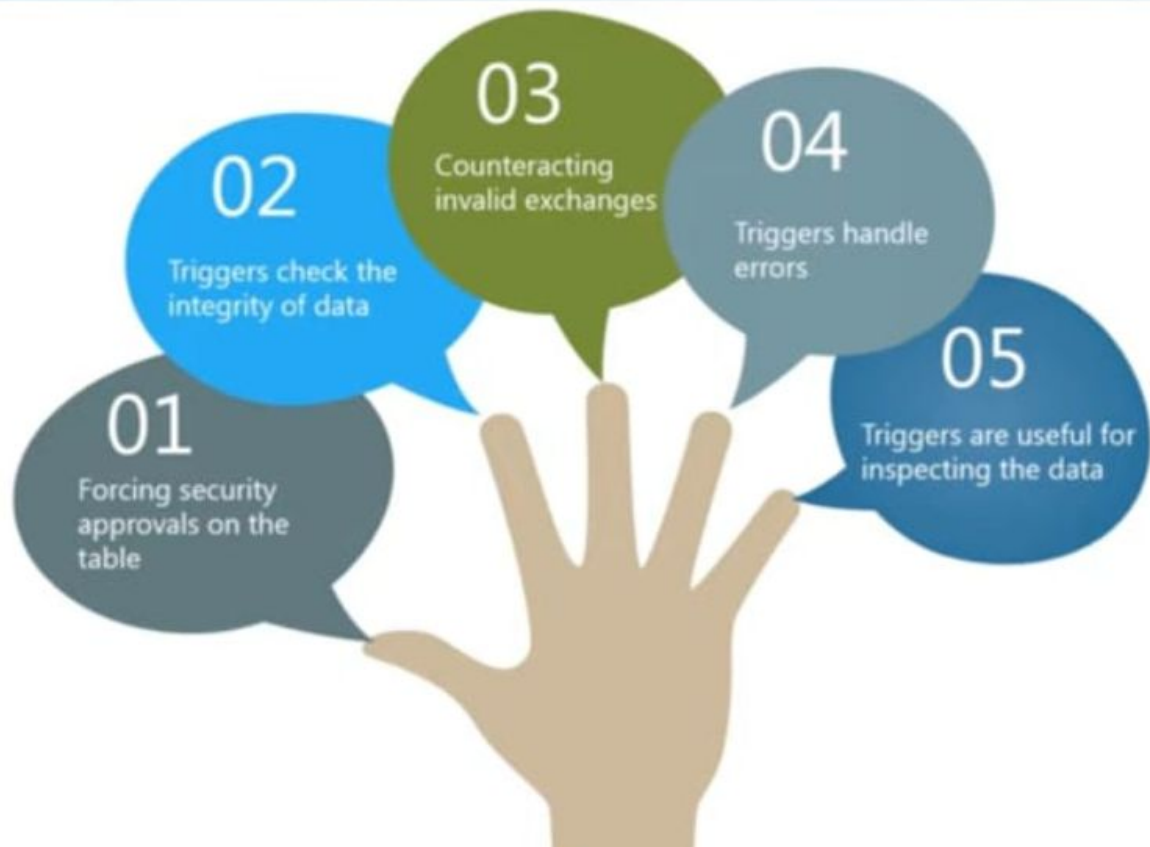 01
Forcing security
approvals on the
table
02
Triggers check the
integrity of data
03
Counteracting
invalid exchanges
04
Triggers handle
errors
05
Triggers are useful for
inspecting the data